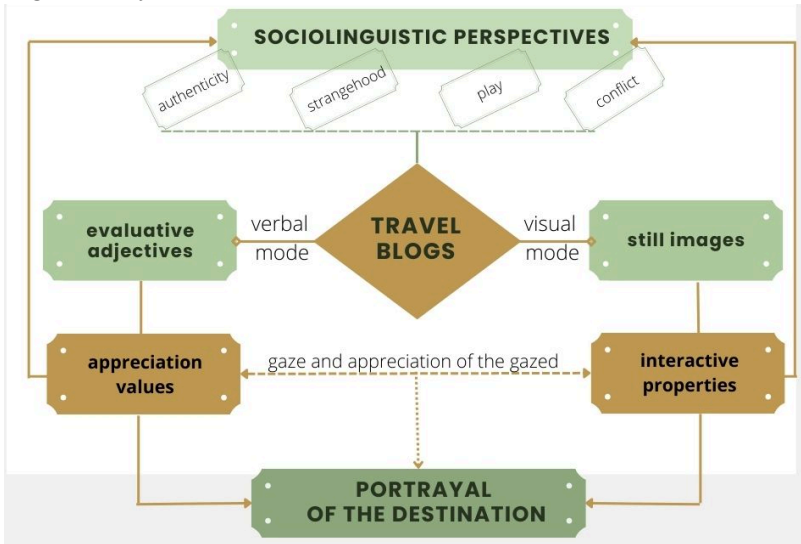 SOCIOLINGUISTIC PERSPECTIVES
authenticity
strangehood
play
conflict
evaluative
adjectives
verbal
mode
TRAVEL
BLOGS
visual
mode
still images
appreciation
values
gaze and appreciation of the gazed
interactive
properties
PORTRAYAL
OF THE DESTINATION